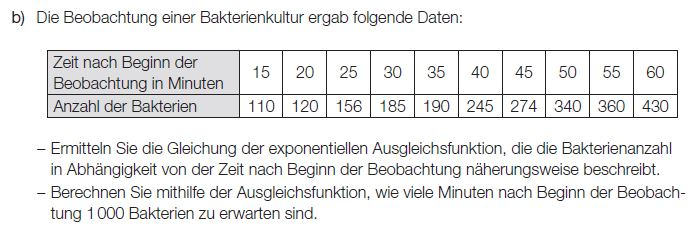 b) Die Beobachtung einer Bakterienkultur ergab folgende Daten:
Zeit nach Beginn der
Beobachtung in Minuten 15 20 25 30 35 40 45 50 55 60
Anzahl der Bakterien 110 120 156 185 190 245 274 340 360 430
– Ermitteln Sie die Gleichung der exponentiellen Ausgleichsfunktion, die die Bakterienanzahl
in Abhängigkeit von der Zeit nach Beginn der Beobachtung näherungsweise beschreibt.
– Berechnen Sie mithilfe der Ausgleichsfunktion, wie viele Minuten nach Beginn der Beobach-
tung 1 000 Bakterien zu erwarten sind.